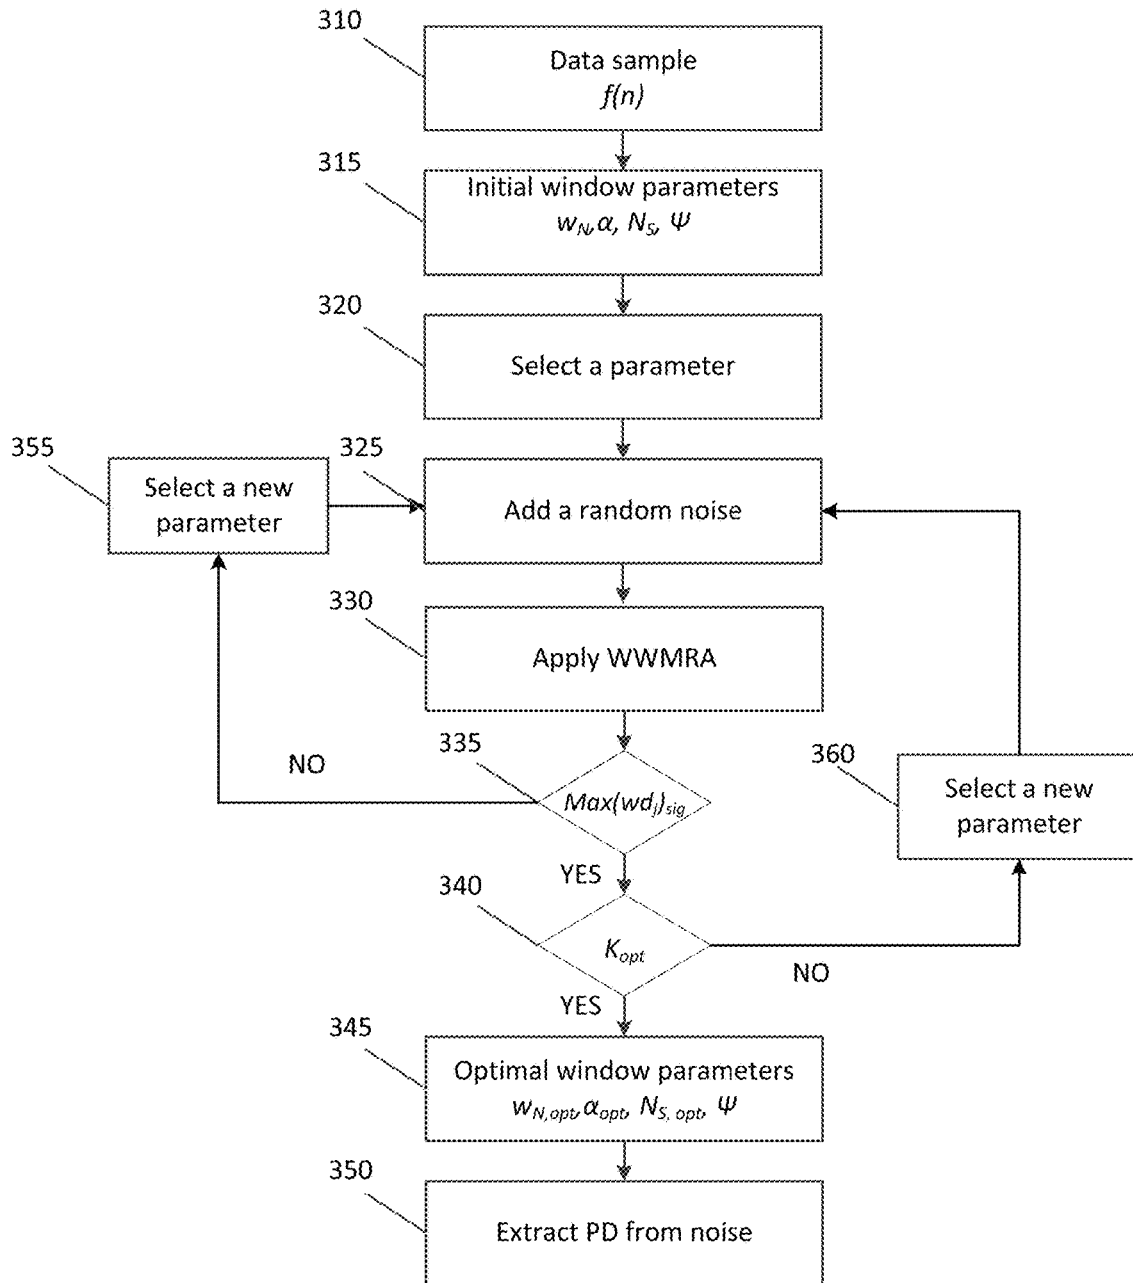 310
Data sample
f(n)
315
Initial window parameters
w_N, α, N_S, Ψ
320
Select a parameter
355
325
Select a new
parameter
Add a random noise
330
Apply WWMRA
335
NO
Max(wd_j)_sig
360
Select a new
parameter
YES
340
K_opt
NO
YES
345
Optimal window parameters
w_N,opt, α_opt, N_S, opt, Ψ
350
Extract PD from noise